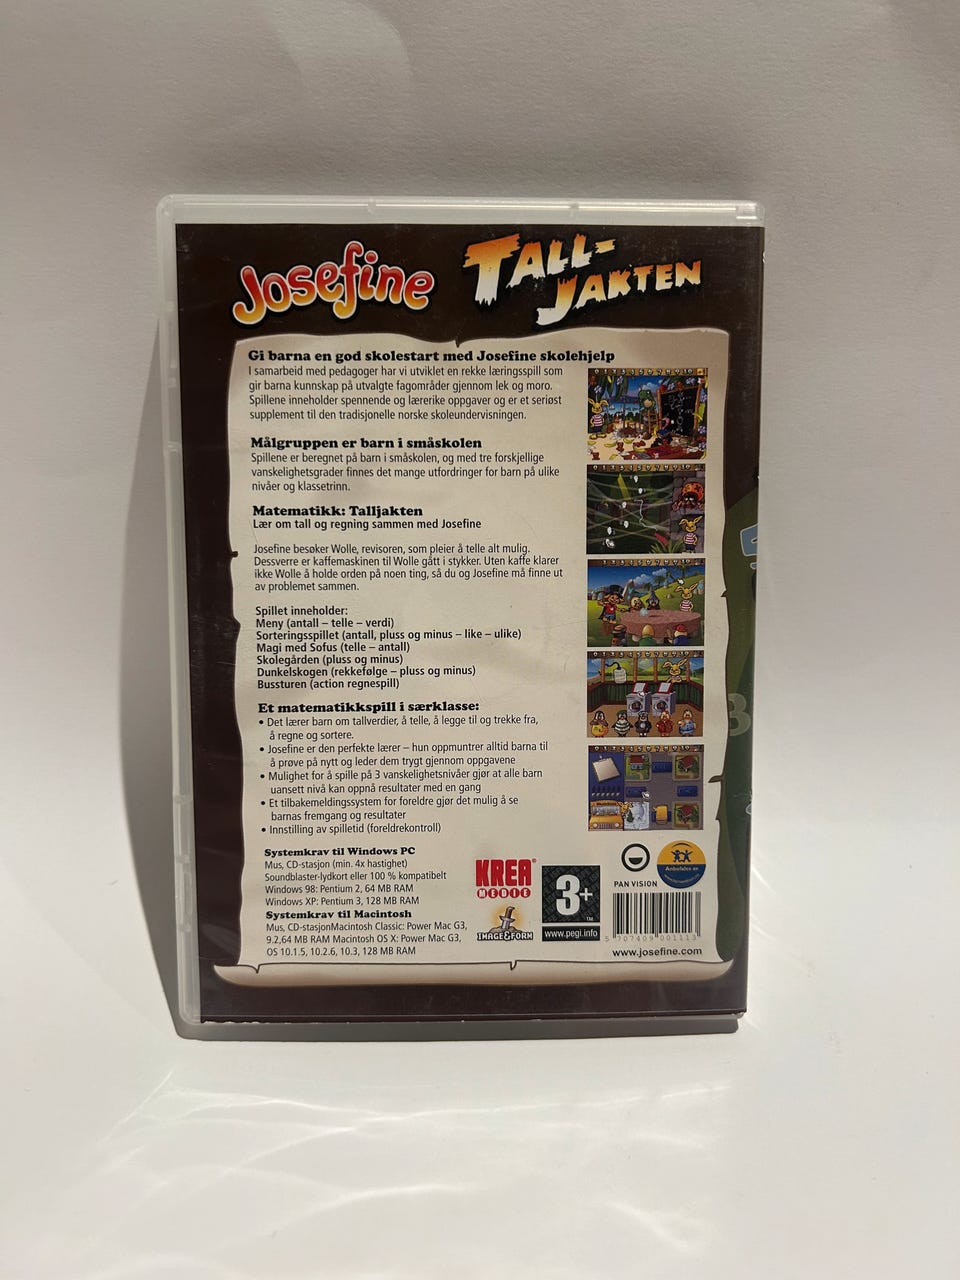 Josefine
TALL-
JAKTEN
Gi barna en god skolestart med Josefine skolehjelp
I samarbeid med pedagoger har vi utviklet en rekke læringsspill som
gir barna kunnskap på utvalgte fagområder gjennom lek og moro.
Spillene inneholder spennende og lærerike oppgaver og er et seriøst
supplement til den tradisjonelle norske skoleundervisningen.
Målgruppen er barn i småskolen
Spillene er beregnet på barn i småskolen, og med tre forskjellige
vanskelighetsgrader finnes det mange utfordringer for barn på ulike
nivåer og klassetrinn.
Matematikk: Talljakten
Lær om tall og regning sammen med Josefine
Josefine besøker Wolle, revisoren, som pleier å telle alt mulig.
Dessverre er kaffemaskinen til Wolle gått i stykker. Uten kaffe klarer
ikke Wolle å holde orden på noen ting, så du og Josefine må finne ut
av problemet sammen.
Spillet inneholder:
Meny (antall – telle – verdi)
Sorteringsspillet (antall, pluss og minus – like – ulike)
Magi med Sofus (telle – antall)
Skolegården (pluss og minus)
Dunkelskogen (rekkefølge – pluss og minus)
Bussturen (action regnespill)
Et matematikkspill i særklasse:
• Det lærer barn om tallverdier, å telle, å legge til og trekke fra,
å regne og sortere.
• Josefine er den perfekte lærer – hun oppmuntrer alltid barna til
å prøve på nytt og leder dem trygt gjennom oppgavene
• Mulighet for å spille på 3 vanskelighetsnivåer gjør at alle barn
uansett nivå kan oppnå resultater med en gang
• Et tilbakemeldingssystem for foreldre gjør det mulig å se
barnas fremgang og resultater
• Innstilling av spilletid (foreldrekontroll)
Systemkrav til Windows PC
Mus, CD-stasjon (min. 4x hastighet)
Soundblaster-lydkort eller 100 % kompatibelt
Windows 98: Pentium 2, 64 MB RAM
Windows XP: Pentium 3, 128 MB RAM
Systemkrav til Macintosh
Mus, CD-stasjonMacintosh Classic: Power Mac G3,
9.2,64 MB RAM Macintosh OS X: Power Mac G3,
OS 10.1.5, 10.2.6, 10.3, 128 MB RAM
KREA
MEDIE
IMAGE&FORM
3+
TM
www.pegi.info
PAN VISION
Anbefales av
5 707409 001113
www.josefine.com